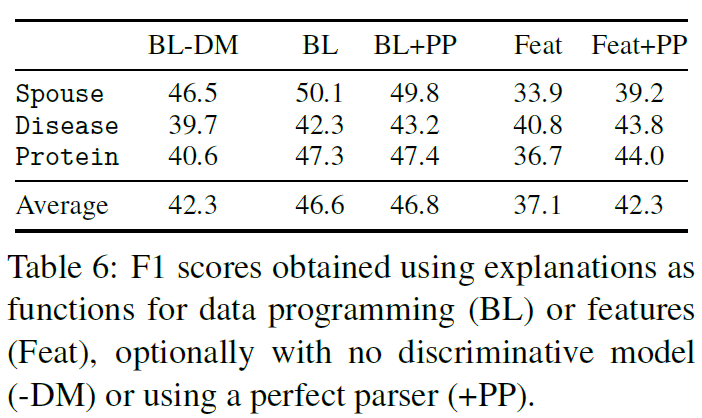 BL-DM BL BL+PP Feat Feat+PP
Spouse 46.5 50.1 49.8 33.9 39.2
Disease 39.7 42.3 43.2 40.8 43.8
Protein 40.6 47.3 47.4 36.7 44.0
Average 42.3 46.6 46.8 37.1 42.3
Table 6: F1 scores obtained using explanations as
functions for data programming (BL) or features
(Feat), optionally with no discriminative model
(-DM) or using a perfect parser (+PP).